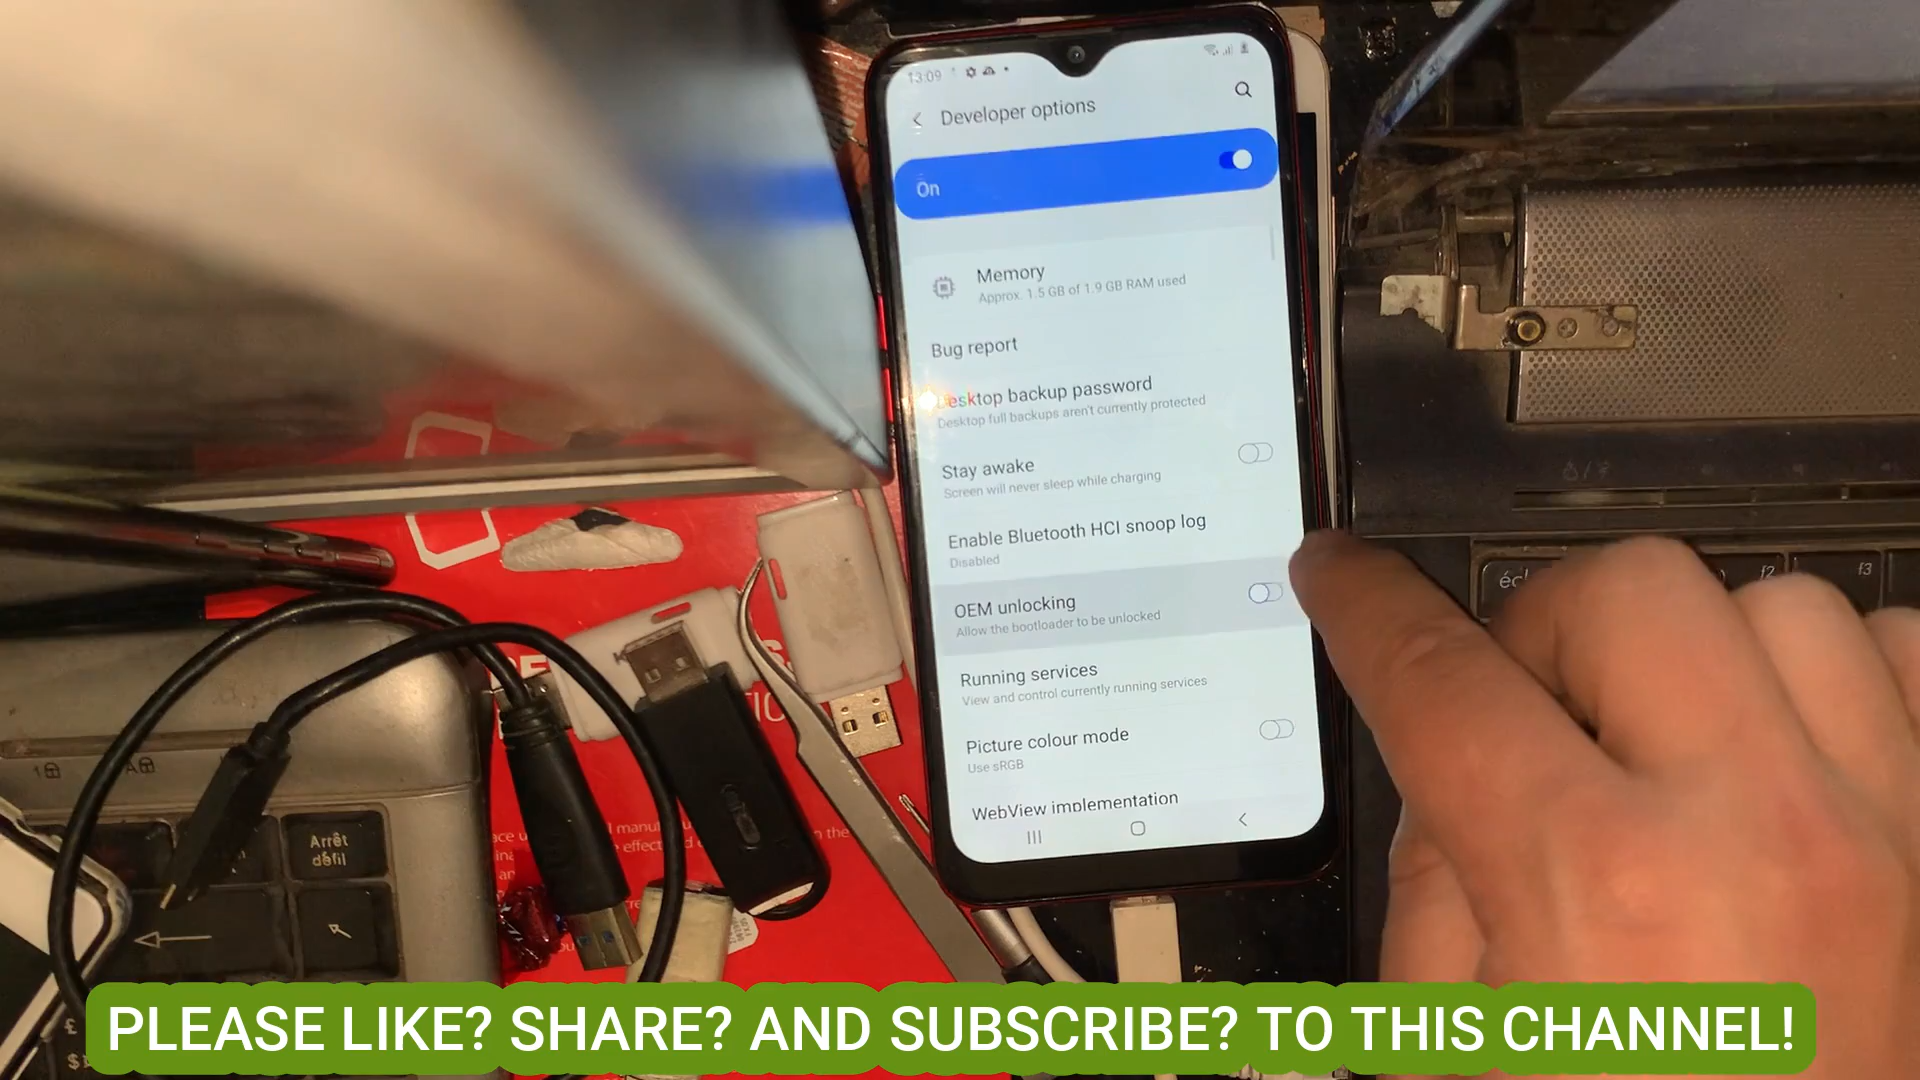 13:09
Developer options
On
Memory
Approx. 1.5 GB of 1.9 GB RAM used
Bug report
Desktop backup password
Desktop full backups aren't currently protected
Stay awake
Screen will never sleep while charging
Enable Bluetooth HCI snoop log
Disabled
OEM unlocking
Allow the bootloader to be unlocked
Running services
View and control currently running services
Picture colour mode
Use sRGB
WebView implementation
f2
f3
Arrêt
défil
PLEASE LIKE? SHARE? AND SUBSCRIBE? TO THIS CHANNEL!